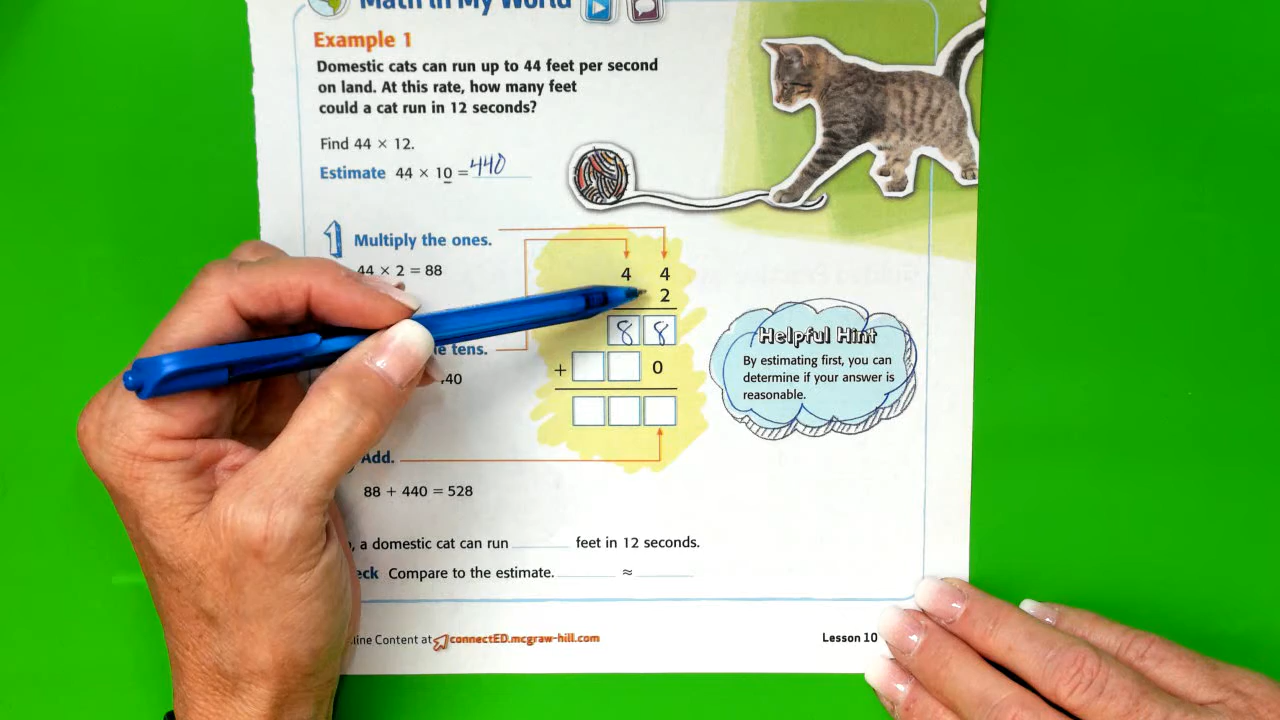 Math in My World
Example 1
Domestic cats can run up to 44 feet per second
on land. At this rate, how many feet
could a cat run in 12 seconds?
Find 44 × 12.
Estimate 44 × 10 = 440
1 Multiply the ones.
44 × 2 = 88
4 4
2
8 8
tens.
+ 0
40
Helpful Hint
By estimating first, you can
determine if your answer is
reasonable.
Add.
88 + 440 = 528
, a domestic cat can run ______ feet in 12 seconds.
eck Compare to the estimate. ______ ≈ ______
line Content at connectED.mcgraw-hill.com
Lesson 10